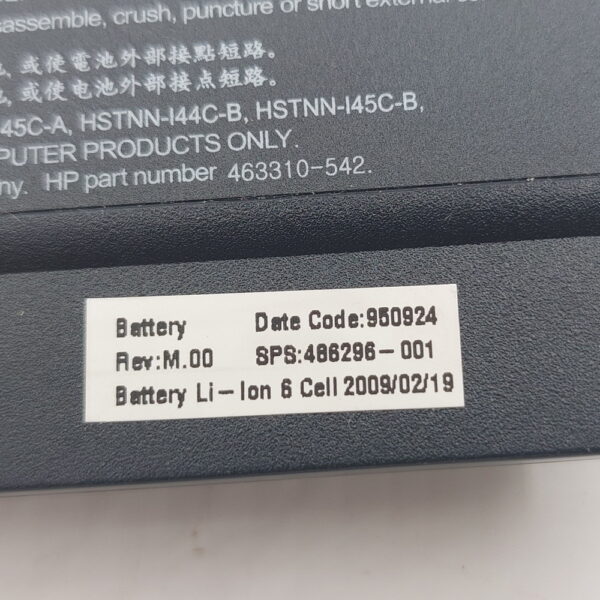 assemble, crush, puncture or short external
或使電池外部接點短路。
或使电池外部接点短路。
45C-A, HSTNN-I44C-B, HSTNN-I45C-B,
PUTER PRODUCTS ONLY.
ny. HP part number 463310-542.
Battery Date Code:950924
Rev:M.00 SPS:486296-001
Battery Li-Ion 6 Cell 2009/02/19